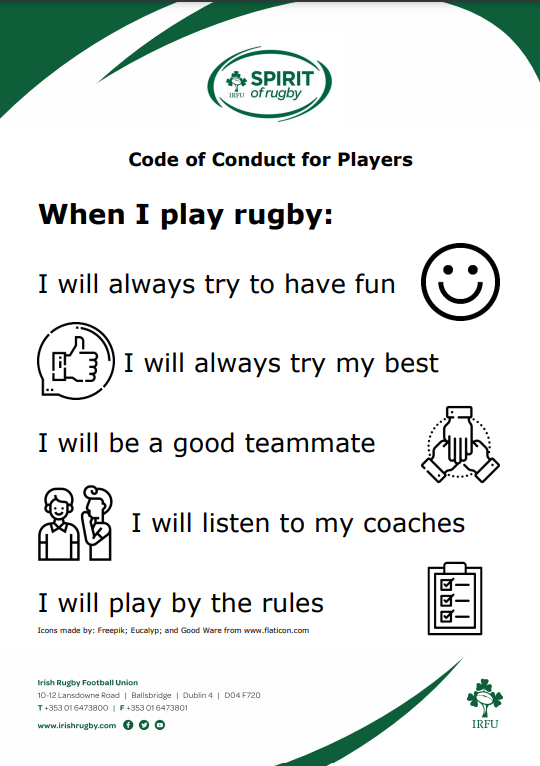 SPIRIT
of rugby
IRFU
Code of Conduct for Players
When I play rugby:
I will always try to have fun
I will always try my best
I will be a good teammate
I will listen to my coaches
I will play by the rules
Icons made by: Freepik; Eucalyp; and Good Ware from www.flaticon.com
Irish Rugby Football Union
10-12 Lansdowne Road | Ballsbridge | Dublin 4 | D04 F720
T +353 01 6473800 | F +353 01 6473801
www.irishrugby.com
IRFU